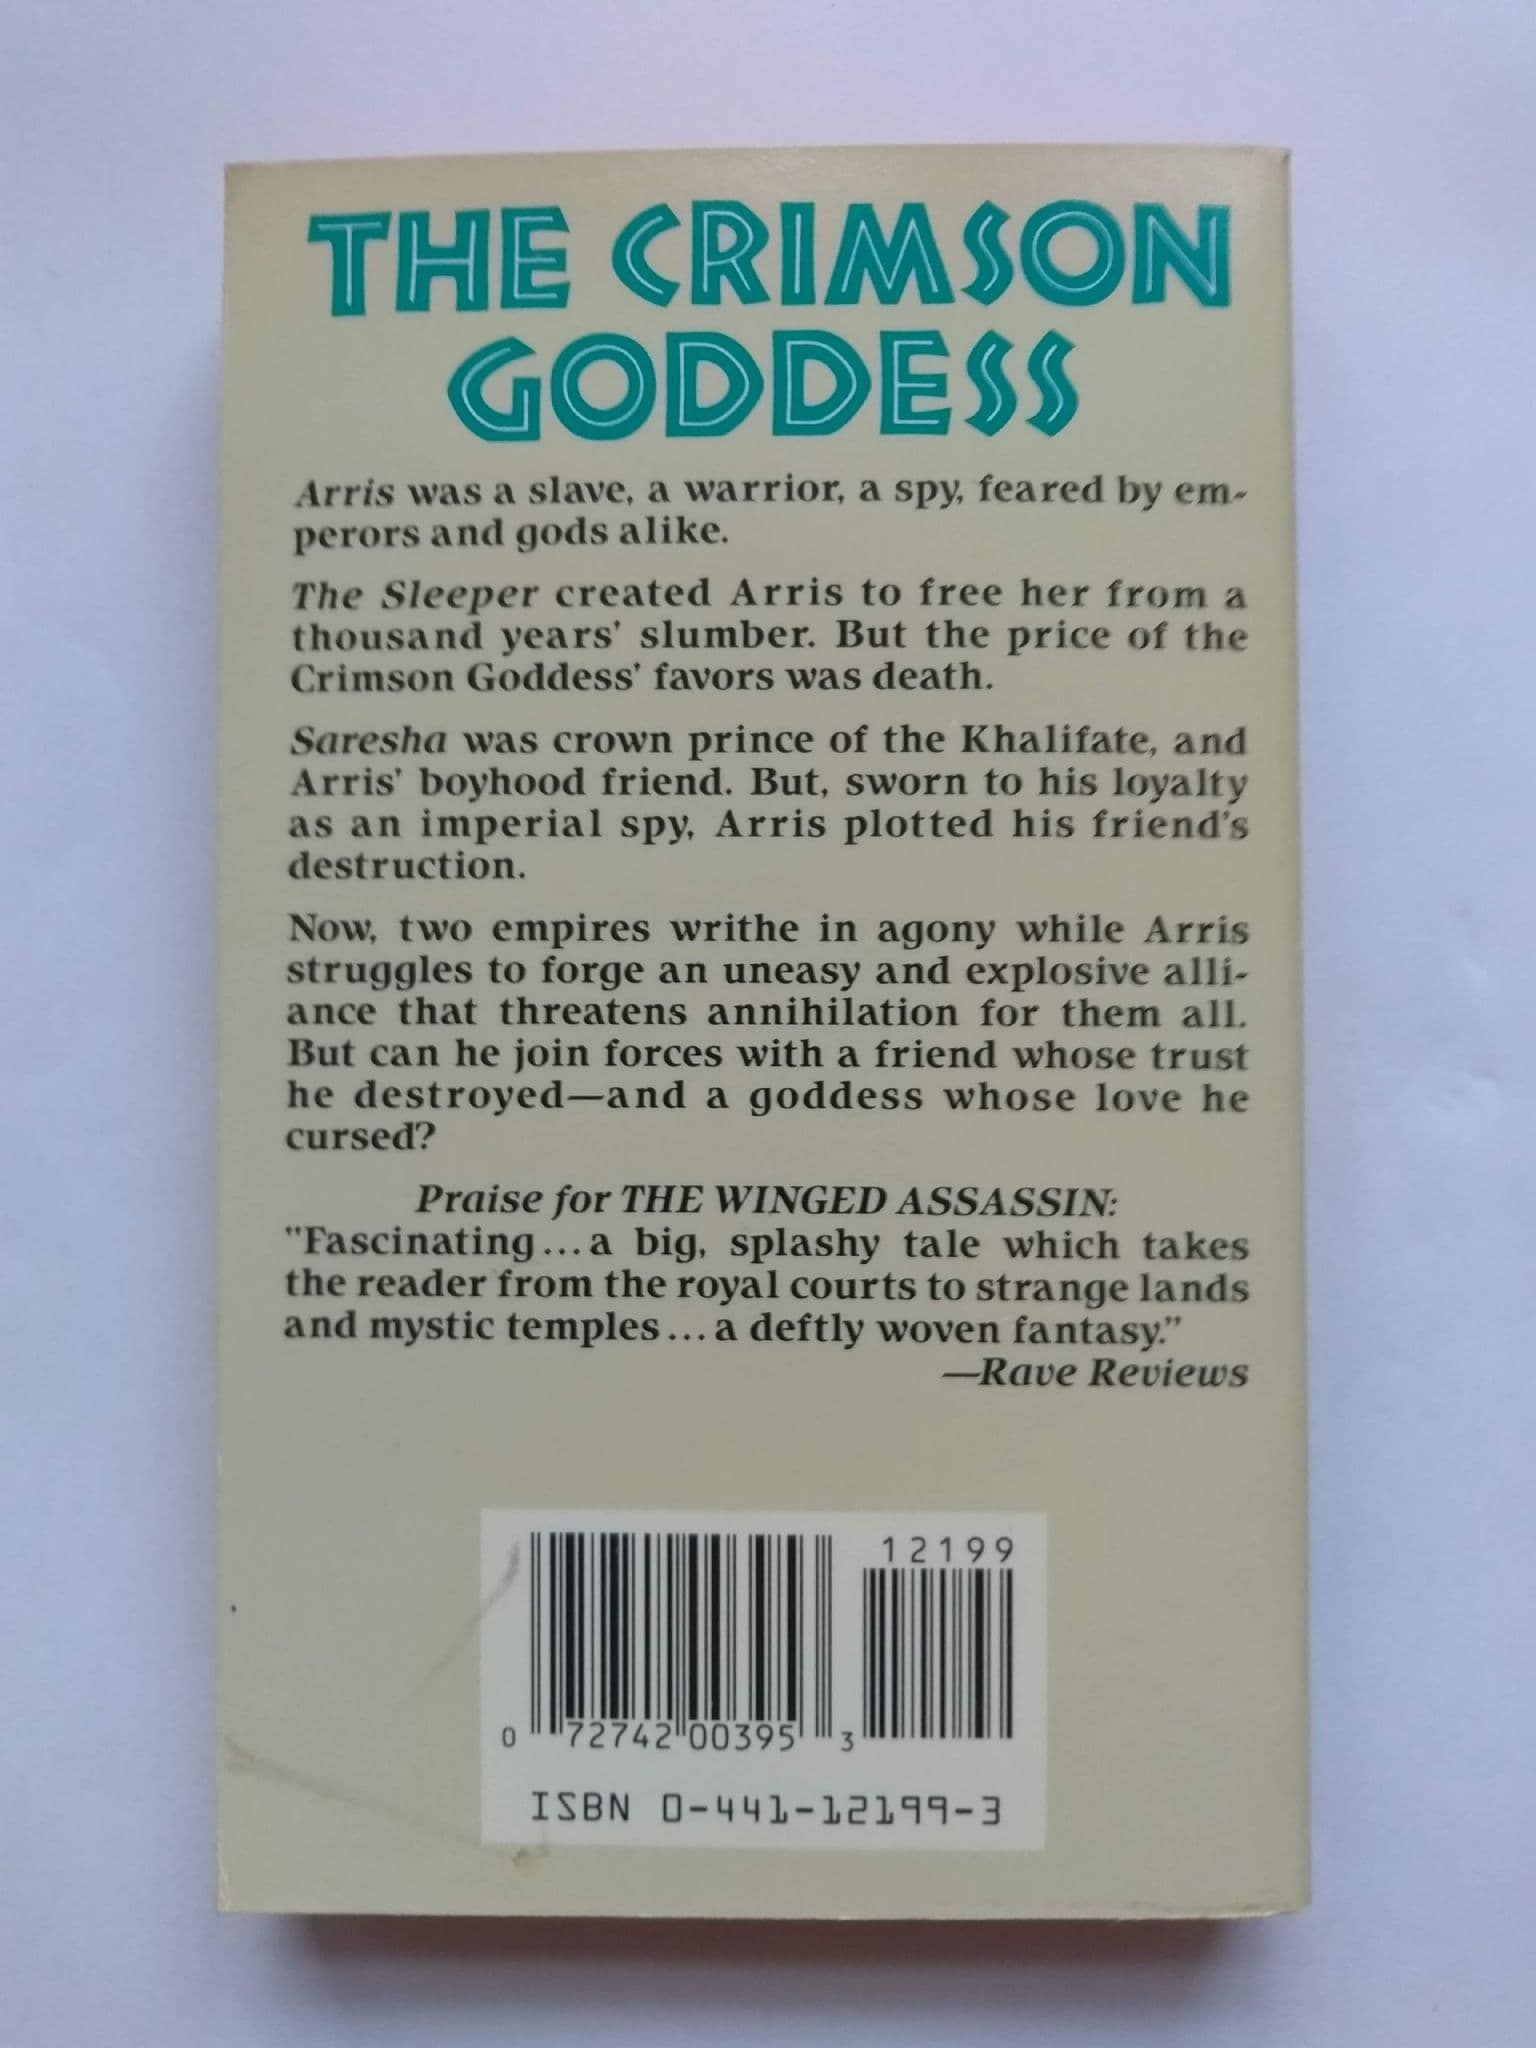 THE CRIMSON
GODDESS
Arris was a slave, a warrior, a spy, feared by em-
perors and gods alike.
The Sleeper created Arris to free her from a
thousand years' slumber. But the price of the
Crimson Goddess' favors was death.
Saresha was crown prince of the Khalifate, and
Arris' boyhood friend. But, sworn to his loyalty
as an imperial spy, Arris plotted his friend's
destruction.
Now, two empires writhe in agony while Arris
struggles to forge an uneasy and explosive alli-
ance that threatens annihilation for them all.
But can he join forces with a friend whose trust
he destroyed—and a goddess whose love he
cursed?
Praise for THE WINGED ASSASSIN:
"Fascinating...a big, splashy tale which takes
the reader from the royal courts to strange lands
and mystic temples...a deftly woven fantasy."
—Rave Reviews
12199
0 72742 00395 3
ISBN 0-441-12199-3